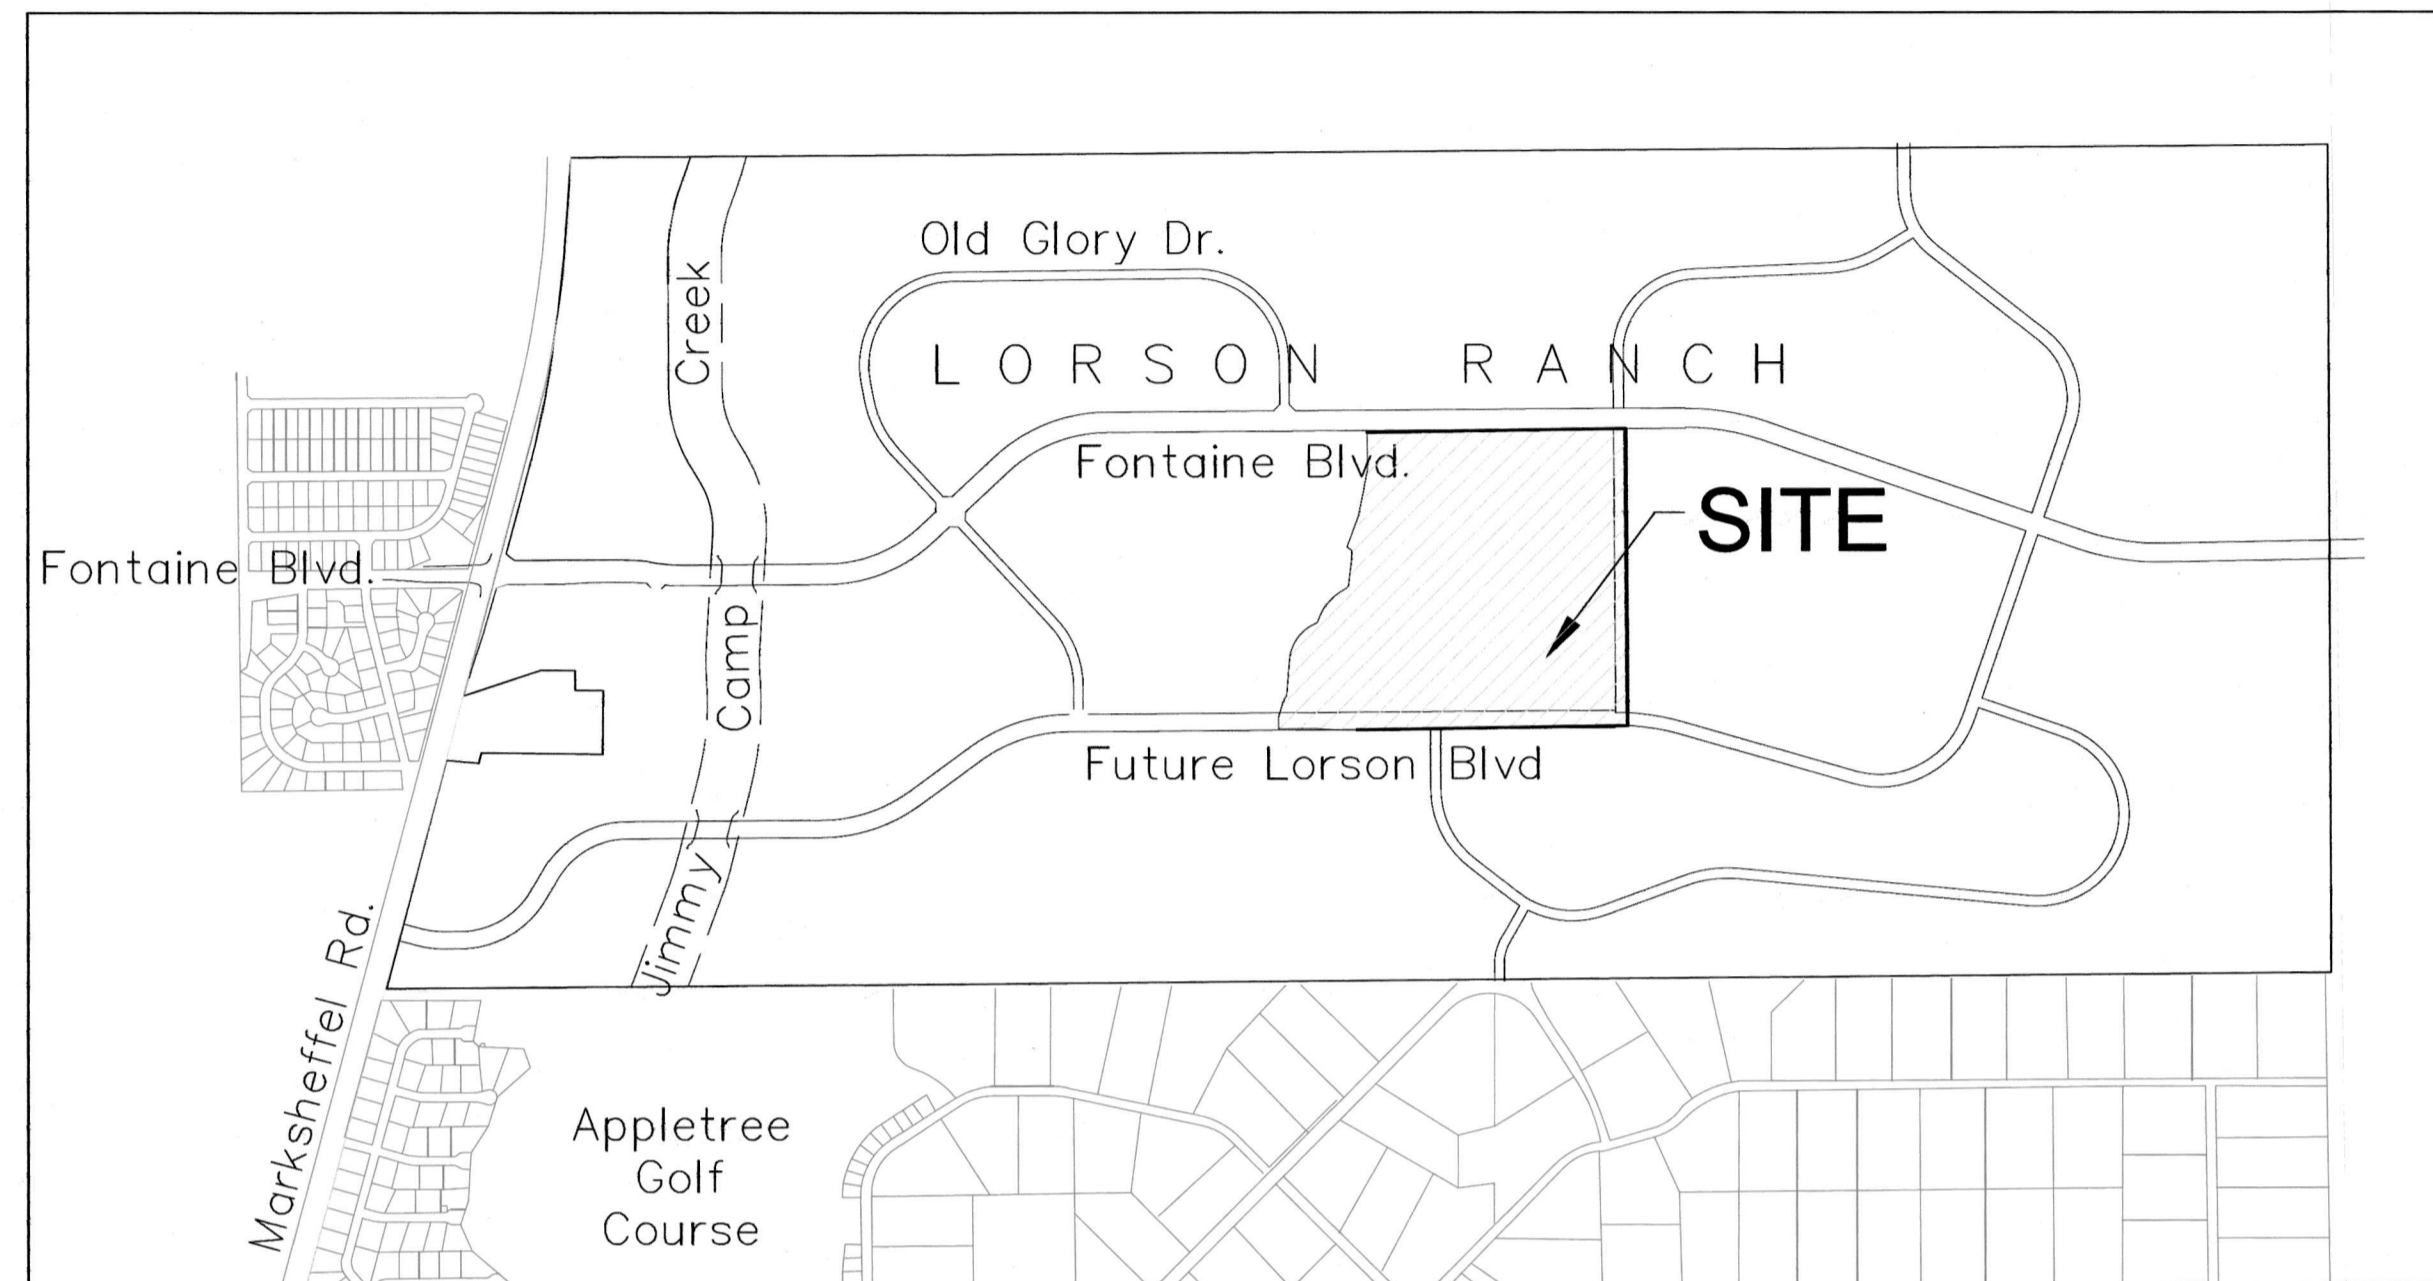 Old Glory Dr.
LORSON RANCH
Creek
Fontaine Blvd.
SITE
Fontaine Blvd.
Camp
Future Lorson Blvd
Jimmy
Marksheffel Rd.
Appletree
Golf
Course